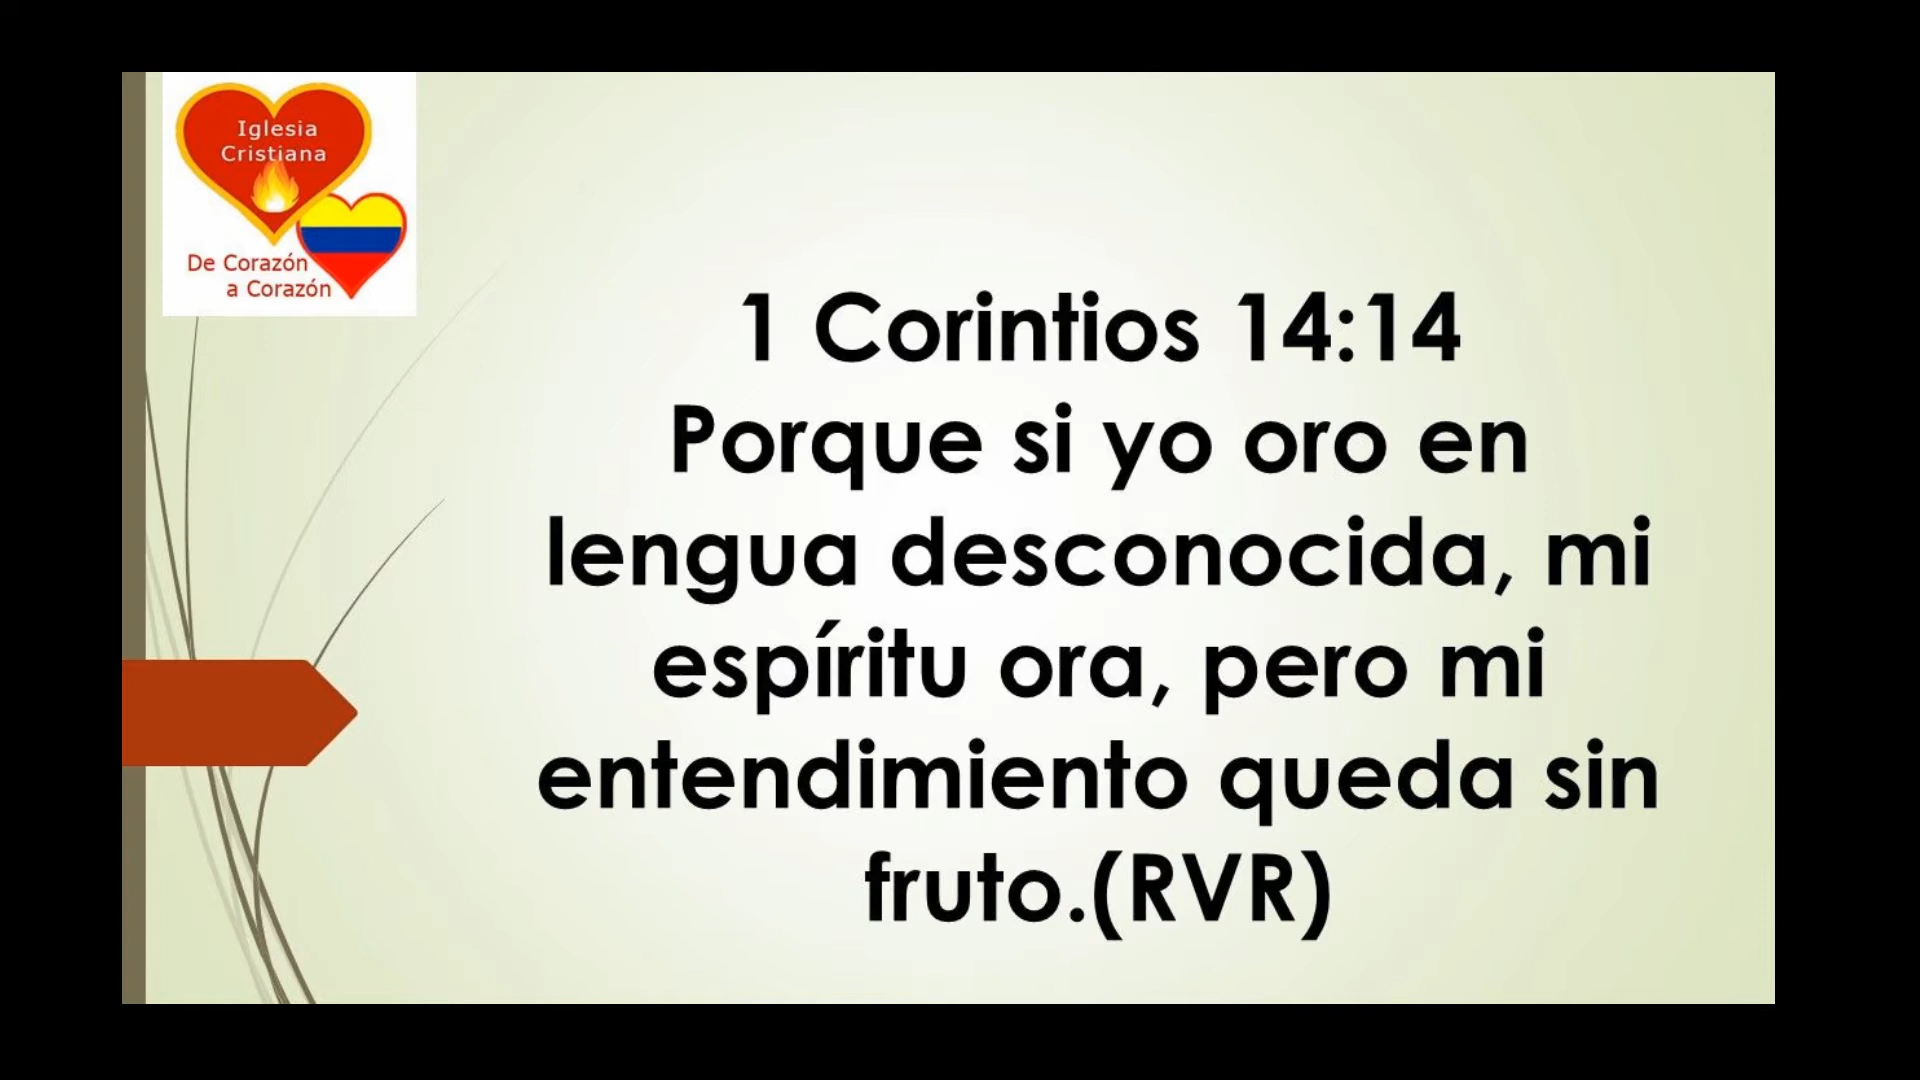 Iglesia
Cristiana
De Corazón
a Corazón
1 Corintios 14:14
Porque si yo oro en
lengua desconocida, mi
espíritu ora, pero mi
entendimiento queda sin
fruto.(RVR)